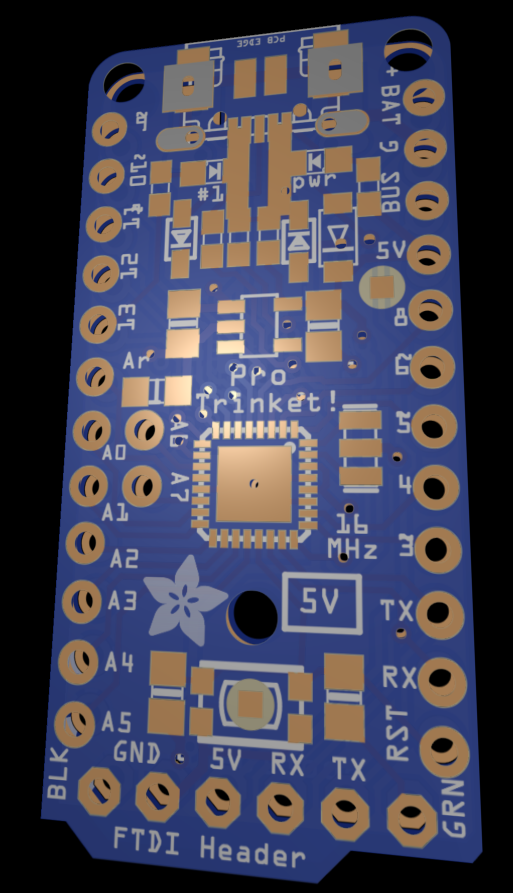 PCB EDGE
+
BAT
G
BUS
5V
8
6
5
4
3
TX
RX
RST
11
12
13
Ar
A0
A1
A2
A3
A4
A5
#1
pwr
Pro
Trinket!
A6
A7
16
MHz
5V
BLK
GND
5V
RX
TX
GRN
FTDI Header